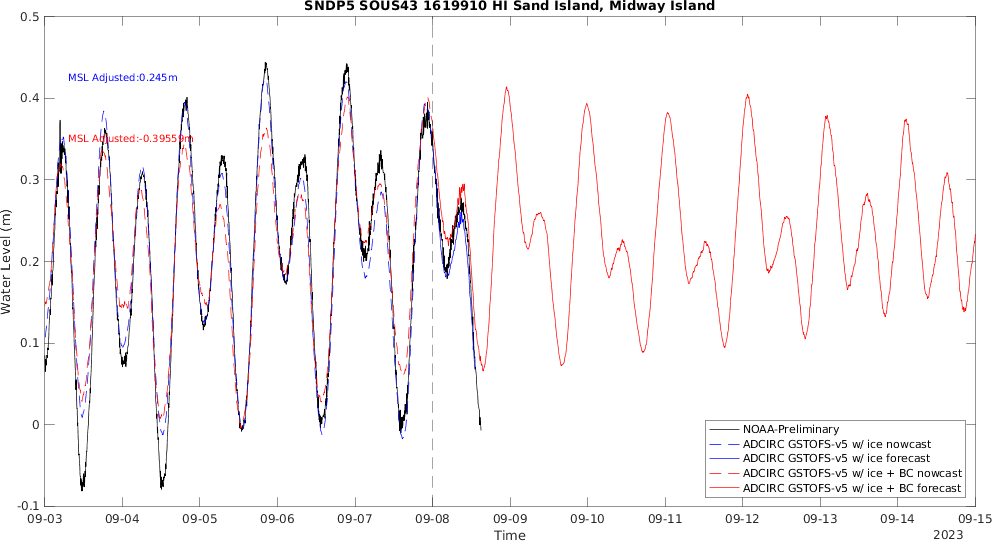 SNDP5 SOUS43 1619910 HI Sand Island, Midway Island
0.5
0.4
0.3
0.2
0.1
0
-0.1
Water Level (m)
MSL Adjusted:0.245m
MSL Adjusted:-0.39559m
NOAA-Preliminary
ADCIRC GSTOFS-v5 w/ ice nowcast
ADCIRC GSTOFS-v5 w/ ice forecast
ADCIRC GSTOFS-v5 w/ ice + BC nowcast
ADCIRC GSTOFS-v5 w/ ice + BC forecast
09-03 09-04 09-05 09-06 09-07 09-08 09-09 09-10 09-11 09-12 09-13 09-14 09-15
Time
2023